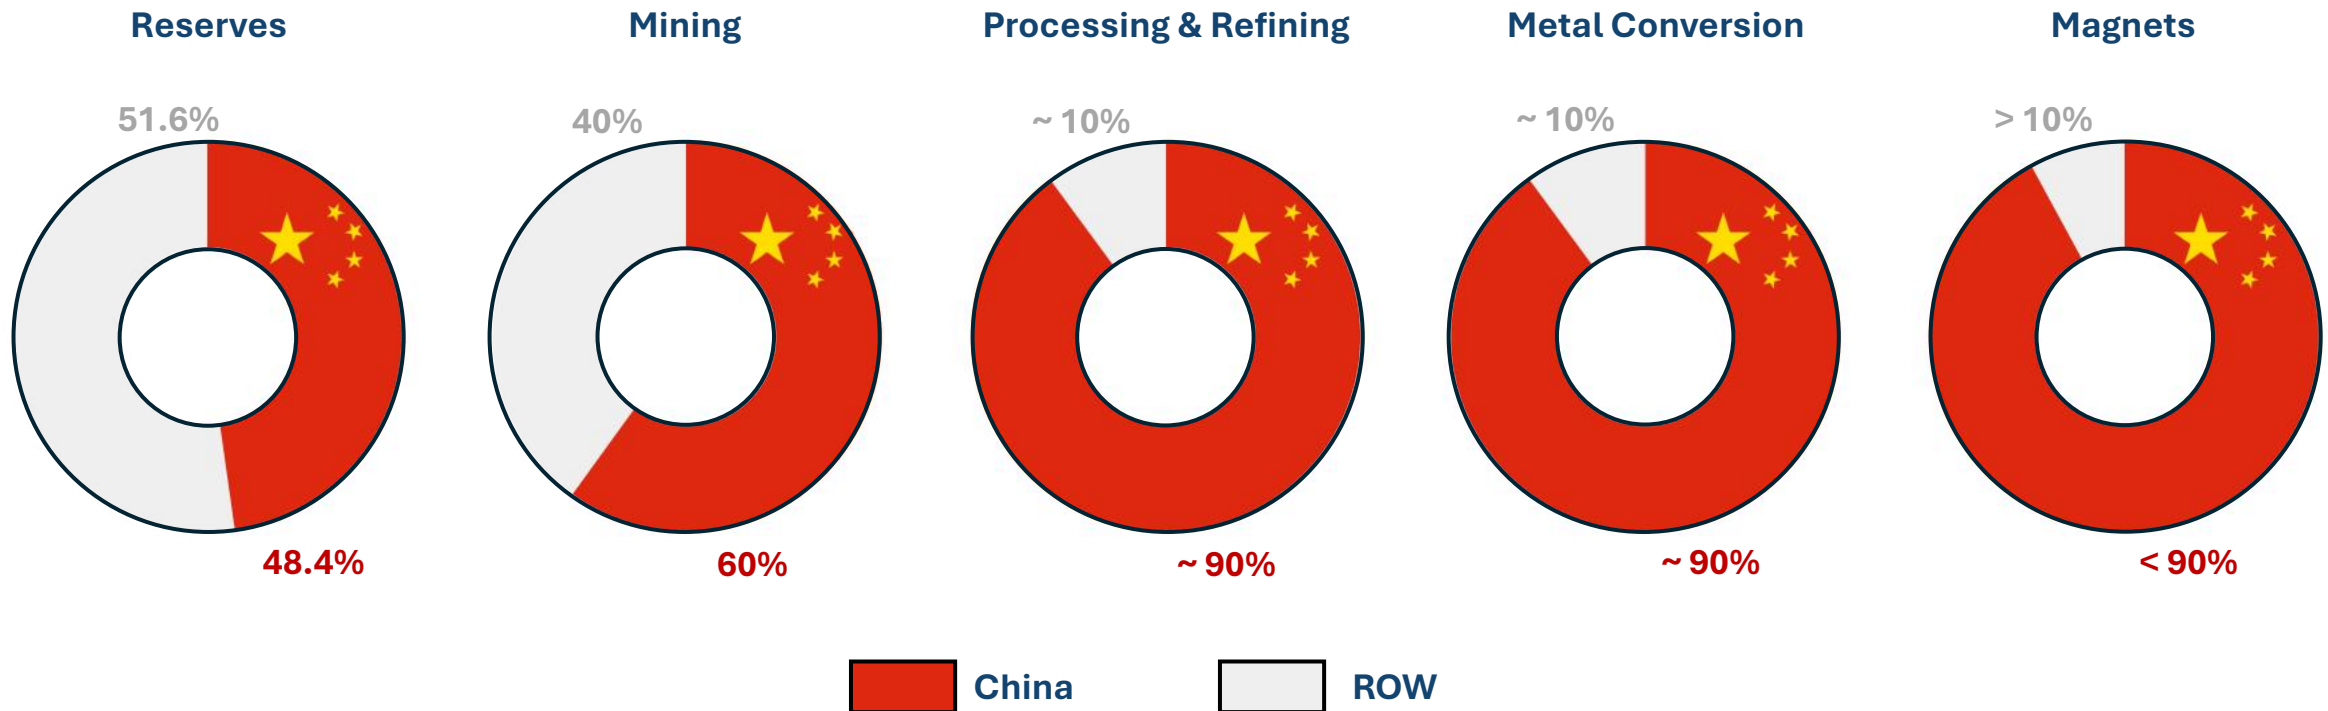 Reserves
Mining
Processing & Refining
Metal Conversion
Magnets
51.6%
40%
~ 10%
~ 10%
> 10%
48.4%
60%
~ 90%
~ 90%
< 90%
China
ROW